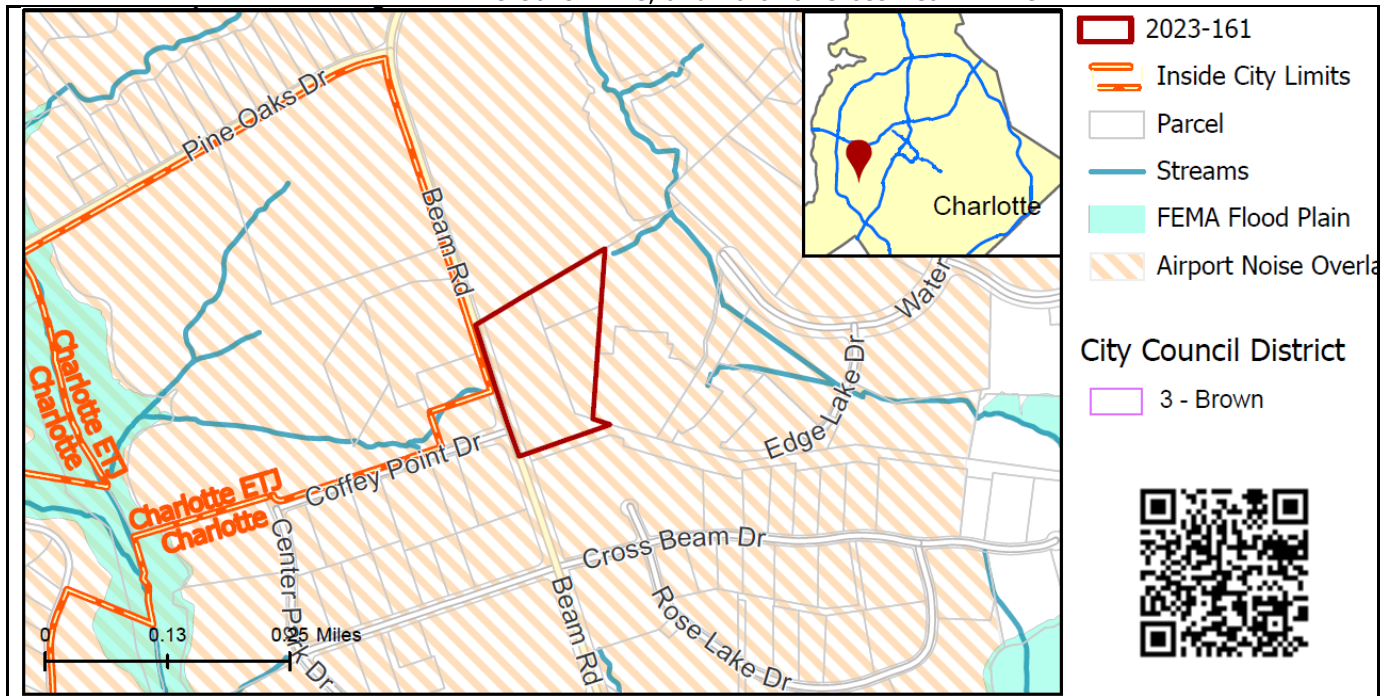 2023-161
Inside City Limits
Parcel
Streams
FEMA Flood Plain
Airport Noise Overla
City Council District
3 - Brown
Charlotte
Pine Oaks Dr
Beam Rd
Water
Edge Lake Dr
Charlotte ETJ
Charlotte
Coffey Point Dr
Charlotte ETJ
Charlotte
Center Park Dr
Cross Beam Dr
Beam Rd
Rose Lake Dr
0 0.13 0.25 Miles